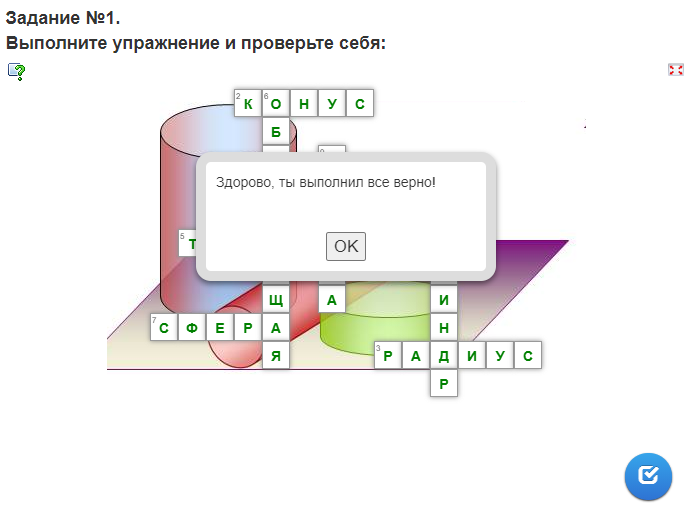 Задание №1.
Выполните упражнение и проверьте себя:
2 К 6 О Н У С
Б
Здорово, ты выполнил все верно!
5 Т
OK
Щ А И
7 С Ф Е Р А Н
Я 3 Р А Д И У С
Р